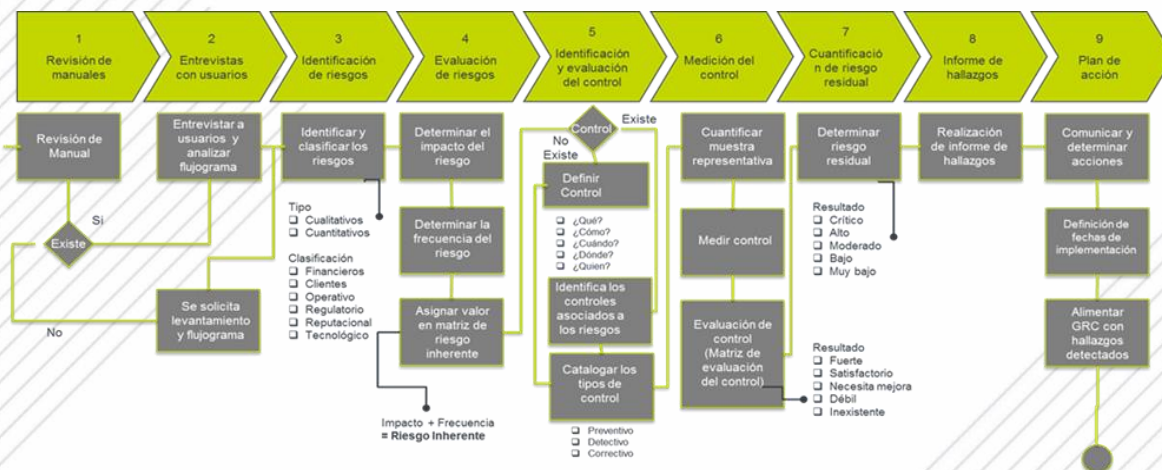 1
Revisión de
manuales
2
Entrevistas
con usuarios
3
Identificación
de riesgos
4
Evaluación
de riesgos
5
Identificación
y evaluación
del control
6
Medición del
control
7
Cuantificació
n de riesgo
residual
8
Informe de
hallazgos
9
Plan de
acción
Revisión de
Manual
Si
Existe
No
Entrevistar a
usuarios y
analizar
flujograma
Se solicita
levantamiento
y flujograma
Identificar y
clasificar los
riesgos
Tipo
❑ Cualitativos
❑ Cuantitativos
Clasificación
❑ Financieros
❑ Clientes
❑ Operativo
❑ Regulatorio
❑ Reputacional
❑ Tecnológico
Determinar el
impacto del
riesgo
Determinar la
frecuencia del
riesgo
Asignar valor
en matriz de
riesgo
inherente
Impacto + Frecuencia
= Riesgo Inherente
Control
Existe
No
Existe
Definir
Control
❑ ¿Qué?
❑ ¿Cómo?
❑ ¿Cuándo?
❑ ¿Dónde?
❑ ¿Quien?
Identifica los
controles
asociados a
los riesgos
Catalogar los
tipos de
control
❑ Preventivo
❑ Detectivo
❑ Correctivo
Cuantificar
muestra
representativa
Medir control
Evaluación de
control
(Matriz de
evaluación
del control)
Determinar
riesgo
residual
Resultado
❑ Crítico
❑ Alto
❑ Moderado
❑ Bajo
❑ Muy bajo
Resultado
❑ Fuerte
❑ Satisfactorio
❑ Necesita mejora
❑ Débil
❑ Inexistente
Realización
de informe de
hallazgos
Comunicar y
determinar
acciones
Definición de
fechas de
implementación
Alimentar
GRC con
hallazgos
detectados